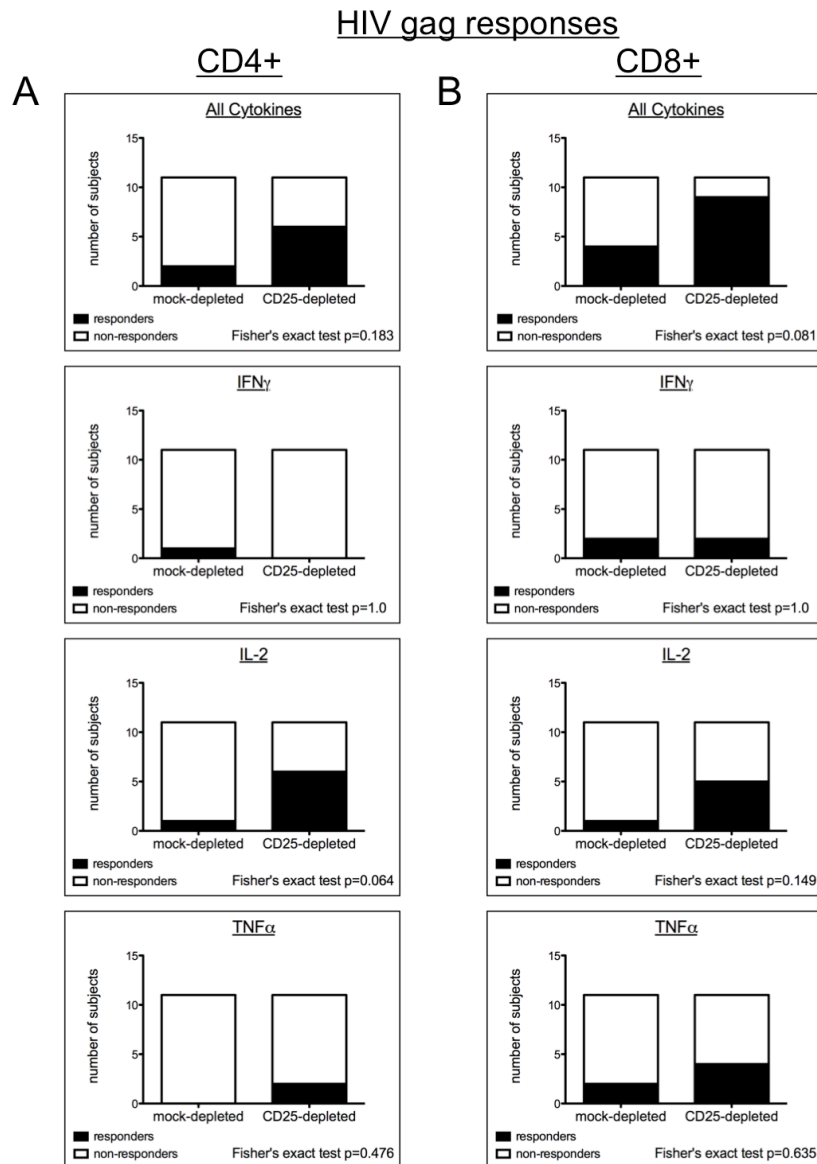 HIV gag responses
CD4+
CD8+
A
All Cytokines
number of subjects
15
10
5
0
mock-depleted CD25-depleted
responders
non-responders Fisher's exact test p=0.183
IFNγ
number of subjects
15
10
5
0
mock-depleted CD25-depleted
responders
non-responders Fisher's exact test p=1.0
IL-2
number of subjects
15
10
5
0
mock-depleted CD25-depleted
responders
non-responders Fisher's exact test p=0.064
TNFα
number of subjects
15
10
5
0
mock-depleted CD25-depleted
responders
non-responders Fisher's exact test p=0.476
B
All Cytokines
number of subjects
15
10
5
0
mock-depleted CD25-depleted
responders
non-responders Fisher's exact test p=0.081
IFNγ
number of subjects
15
10
5
0
mock-depleted CD25-depleted
responders
non-responders Fisher's exact test p=1.0
IL-2
number of subjects
15
10
5
0
mock-depleted CD25-depleted
responders
non-responders Fisher's exact test p=0.149
TNFα
number of subjects
15
10
5
0
mock-depleted CD25-depleted
responders
non-responders Fisher's exact test p=0.635